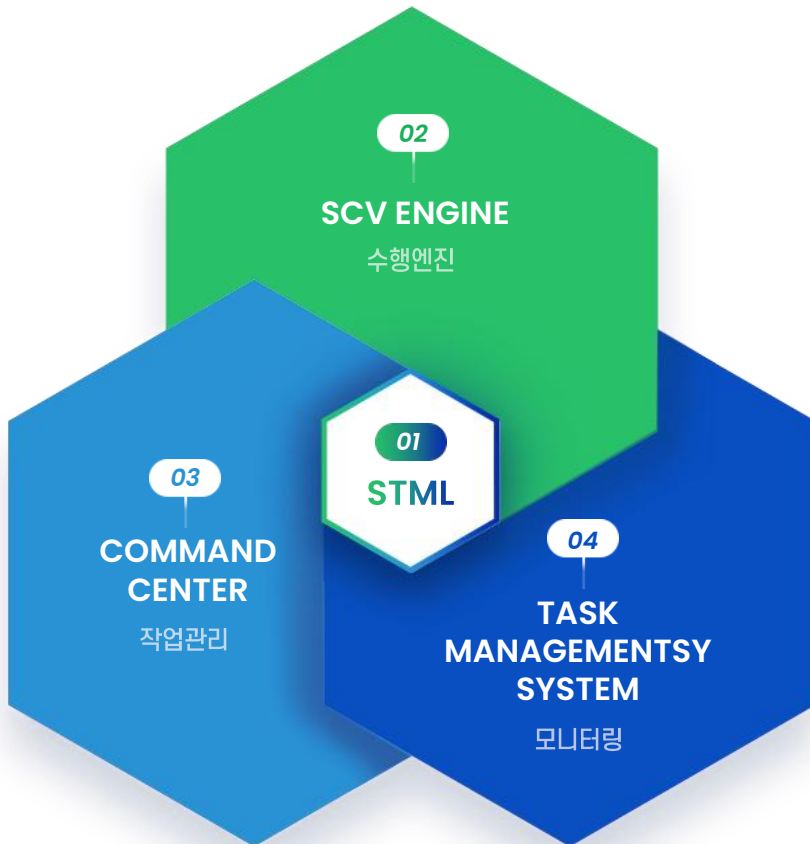 02
SCV ENGINE
수행엔진
01
STML
03
COMMAND
CENTER
작업관리
04
TASK
MANAGEMENTSY
SYSTEM
모니터링